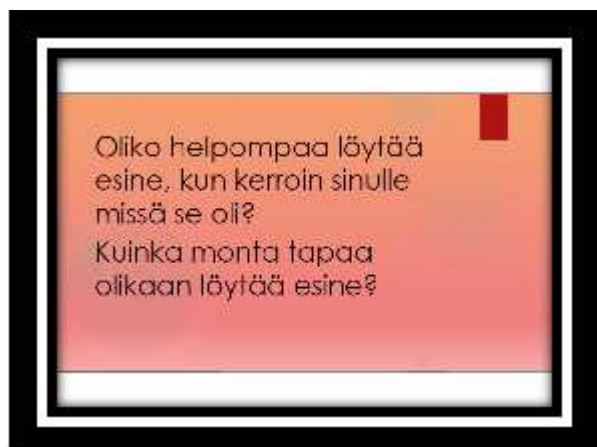 Oliko helpompaa löytää
esine, kun kerroin sinulle
missä se oli?
Kuinka monta tapaa
olikaan löytää esine?